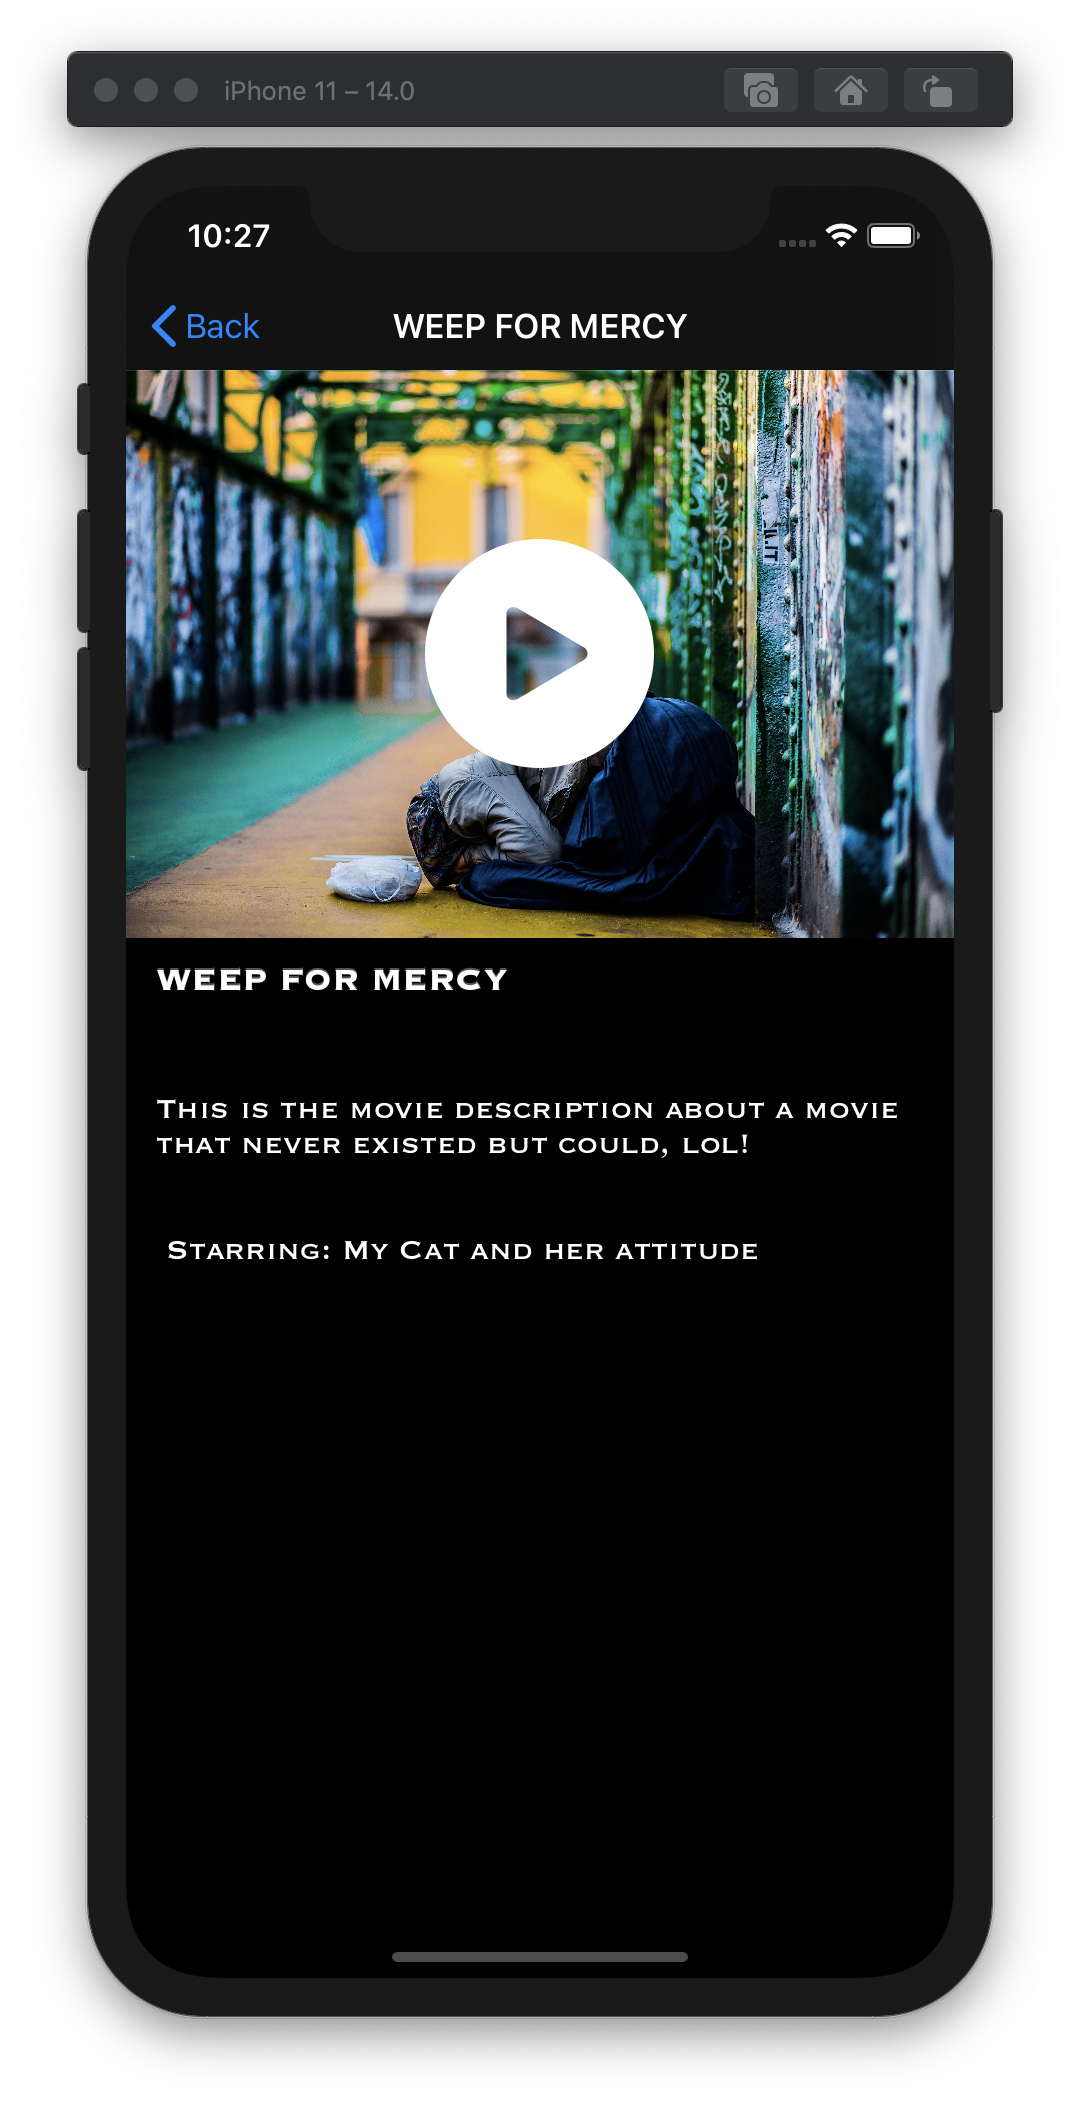 iPhone 11 – 14.0
10:27
Back
WEEP FOR MERCY
WEEP FOR MERCY
This is the movie description about a movie
that never existed but could, lol!
Starring: My Cat and her attitude